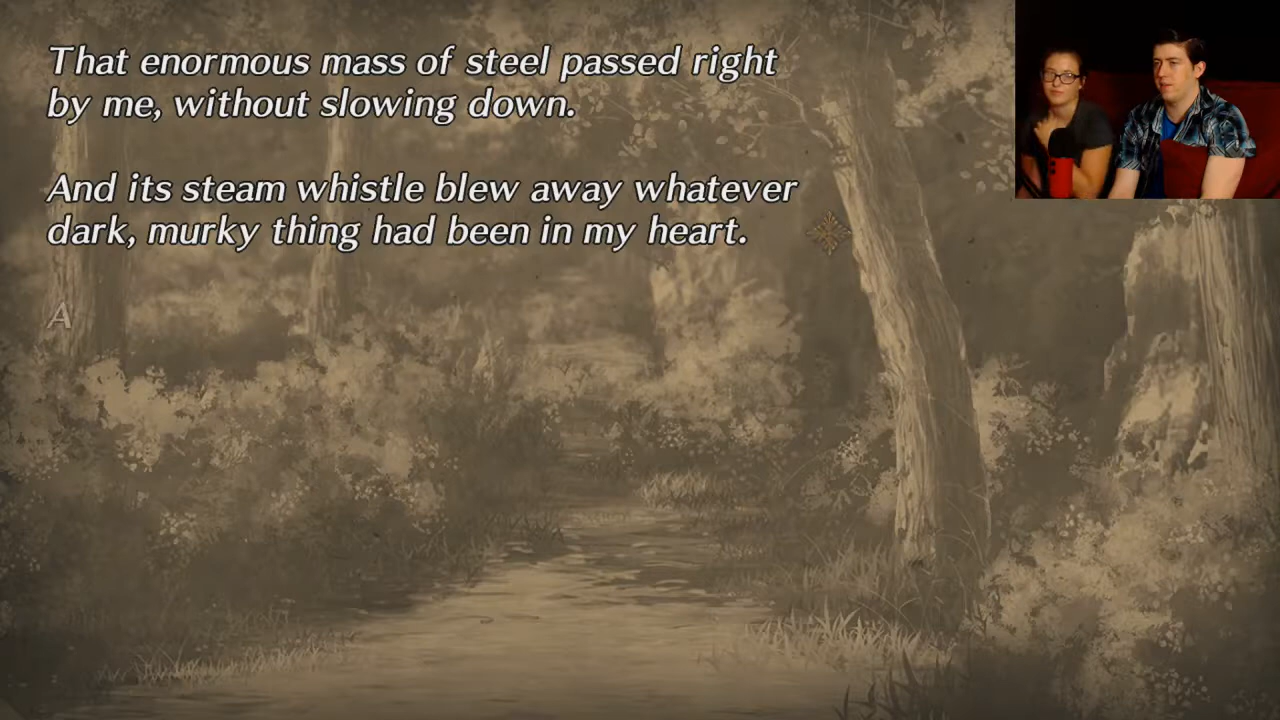 That enormous mass of steel passed right
by me, without slowing down.
And its steam whistle blew away whatever
dark, murky thing had been in my heart.
A